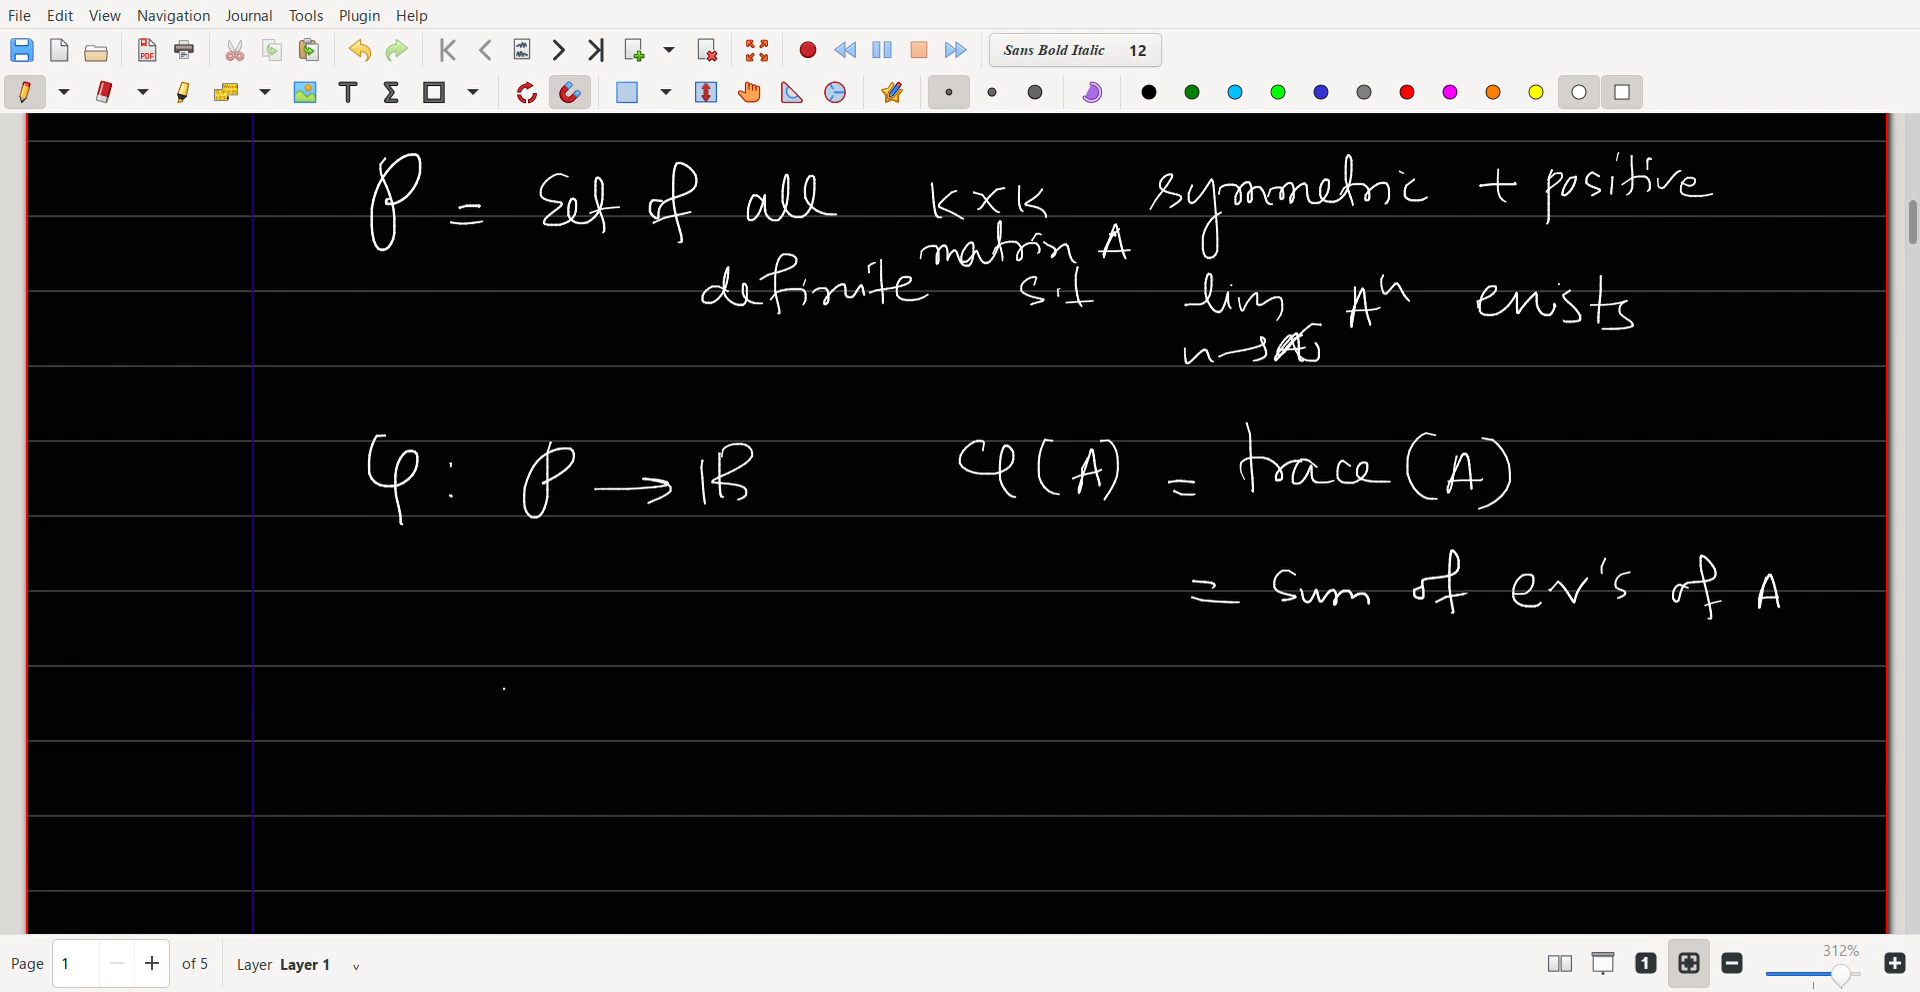 File Edit View Navigation Journal Tools Plugin Help
Sans Bold Italic 12
P = Set of all K×K symmetric + positive
matrix A
definite s.t lim Aⁿ exists
n→∞
φ: P → ℝ φ(A) = trace(A)
= Sum of ev's of A
Page 1 of 5 Layer Layer 1 312%